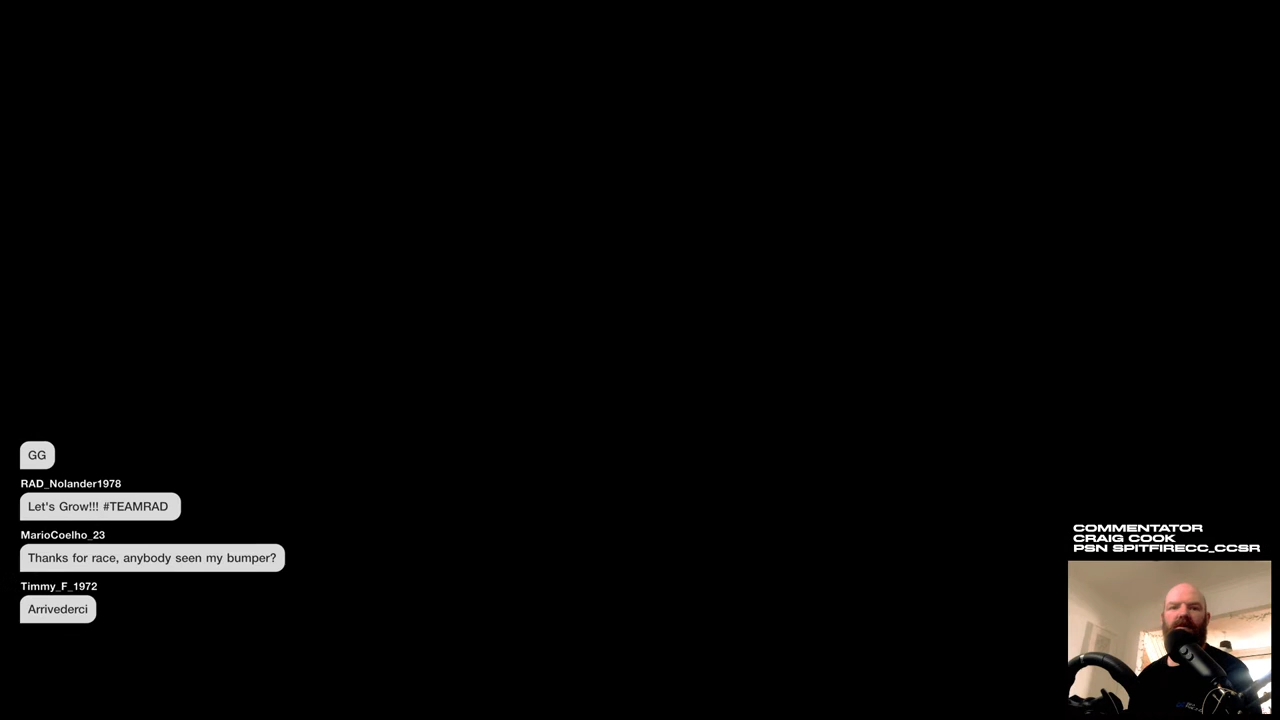 GG
RAD_Nolander1978
Let's Grow!!! #TEAMRAD
MarioCoelho_23
Thanks for race, anybody seen my bumper?
Timmy_F_1972
Arrivederci
COMMENTATOR
CRAIG COOK
PSN SPITFIRECC_CCSR